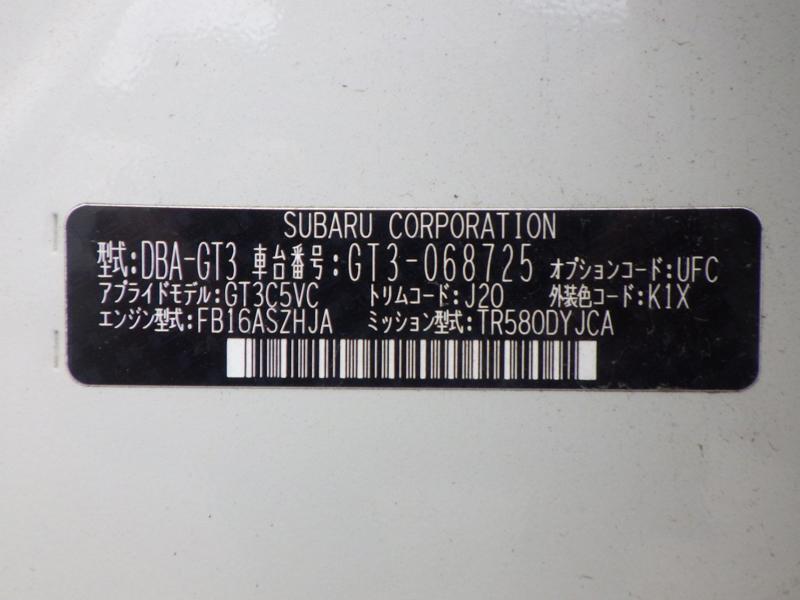 SUBARU CORPORATION
型式:DBA-GT3 車台番号:GT3-068725 オプションコード:UFC
アプライドモデル:GT3C5VC トリムコード:J20 外装色コード:K1X
エンジン型式:FB16ASZHJA ミッション型式:TR580DYJCA